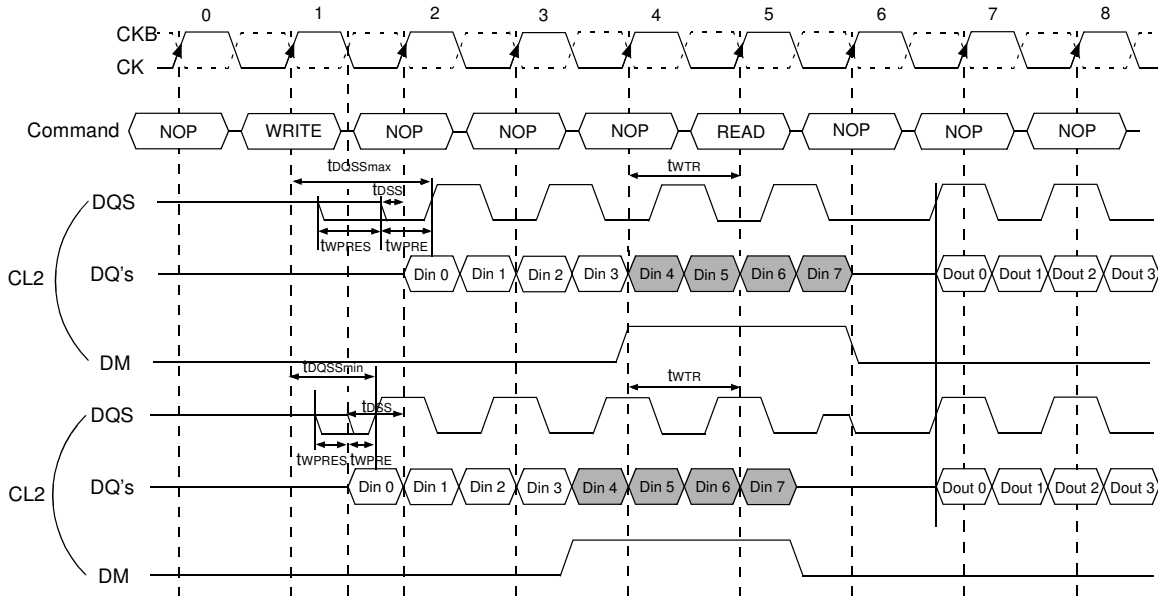 0 1 2 3 4 5 6 7 8
CKB
CK
Command NOP WRITE NOP NOP NOP READ NOP NOP NOP
tDQSSmax tWTR
tDSS
DQS
tWPRES tWPRE
CL2 DQ's Din 0 Din 1 Din 2 Din 3 Din 4 Din 5 Din 6 Din 7 Dout 0 Dout 1 Dout 2 Dout 3
DM
tDQSSmin tWTR
tDSS
DQS
tWPRES tWPRE
CL2 DQ's Din 0 Din 1 Din 2 Din 3 Din 4 Din 5 Din 6 Din 7 Dout 0 Dout 1 Dout 2 Dout 3
DM